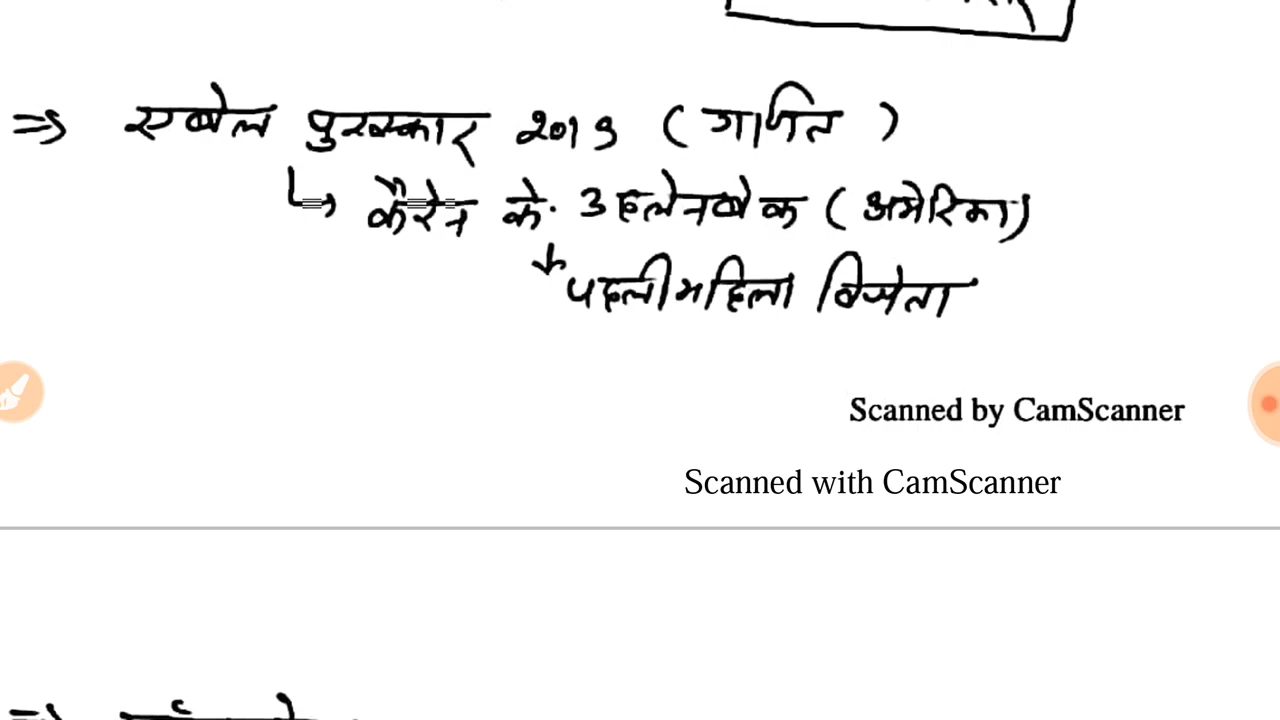 ⇒ एबेल पुरस्कार 2019 (गणित)
↳ कैरेन के. उहलेनबेक (अमेरिका)
↓ पहली महिला विजेता
Scanned by CamScanner
Scanned with CamScanner